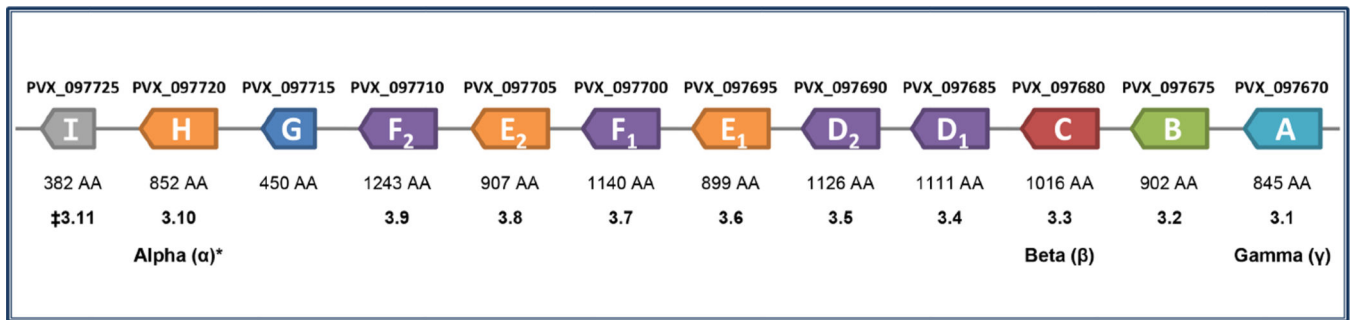 PVX_097725 PVX_097720 PVX_097715 PVX_097710 PVX_097705 PVX_097700 PVX_097695 PVX_097690 PVX_097685 PVX_097680 PVX_097675 PVX_097670
I H G F2 E2 F1 E1 D2 D1 C B A
382 AA 852 AA 450 AA 1243 AA 907 AA 1140 AA 899 AA 1126 AA 1111 AA 1016 AA 902 AA 845 AA
‡3.11 3.10 3.9 3.8 3.7 3.6 3.5 3.4 3.3 3.2 3.1
Alpha (α)* Beta (β) Gamma (γ)